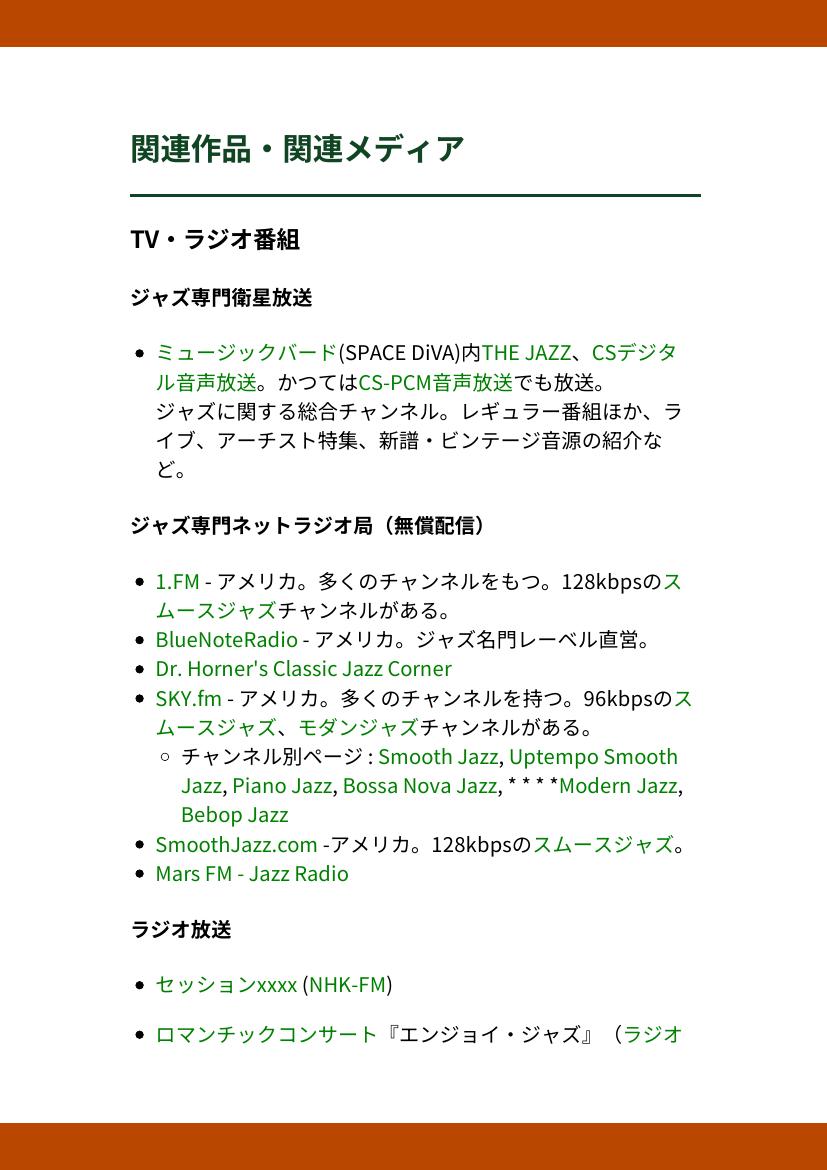 関連作品・関連メディア
TV・ラジオ番組
ジャズ専門衛星放送
• ミュージックバード(SPACE DiVA)内THE JAZZ、CSデジタ
ル音声放送。かつてはCS-PCM音声放送でも放送。
ジャズに関する総合チャンネル。レギュラー番組ほか、ラ
イブ、アーチスト特集、新譜・ビンテージ音源の紹介な
ど。
ジャズ専門ネットラジオ局（無償配信）
• 1.FM - アメリカ。多くのチャンネルをもつ。128kbpsのス
ムースジャズチャンネルがある。
• BlueNoteRadio - アメリカ。ジャズ名門レーベル直営。
• Dr. Horner's Classic Jazz Corner
• SKY.fm - アメリカ。多くのチャンネルを持つ。96kbpsのス
ムースジャズ、モダンジャズチャンネルがある。
◦ チャンネル別ページ : Smooth Jazz, Uptempo Smooth
Jazz, Piano Jazz, Bossa Nova Jazz, * * * *Modern Jazz,
Bebop Jazz
• SmoothJazz.com -アメリカ。128kbpsのスムースジャズ。
• Mars FM - Jazz Radio
ラジオ放送
• セッションxxxx (NHK-FM)
• ロマンチックコンサート『エンジョイ・ジャズ』（ラジオ